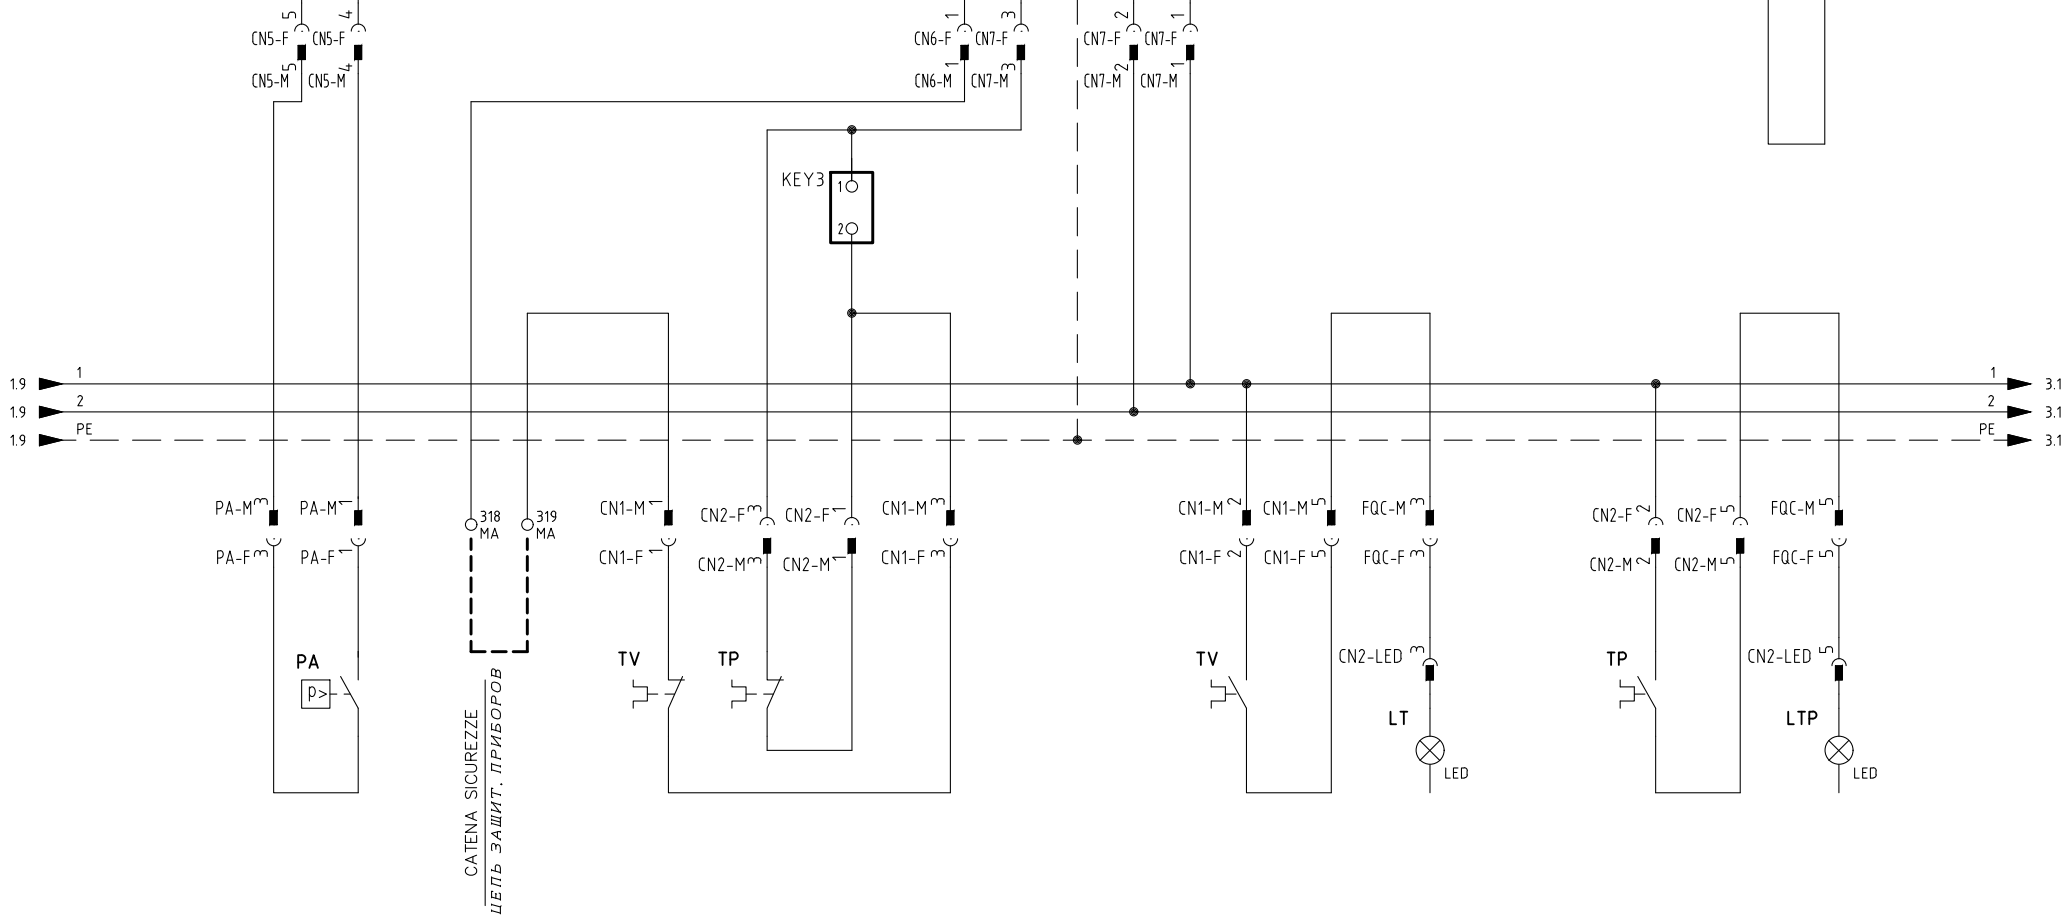 5 4 1 3 2 1
CN5-F CN5-F CN6-F CN7-F CN7-F CN7-F
5 4 1 3 2 1
CN5-M CN5-M CN6-M CN7-M CN7-M CN7-M
KEY3 1
2
1.9 1 1 3.1
1.9 2 2 3.1
1.9 PE PE 3.1
PA-M 3 PA-M 1 318 MA 319 MA CN1-M 1 CN2-F 3 CN2-F 1 CN1-M 3 CN1-M 2 CN1-M 5 FQC-M 3 CN2-F 2 CN2-F 5 FQC-M 5
PA-F 3 PA-F 1 CN1-F 1 CN2-M 3 CN2-M 1 CN1-F 3 CN1-F 2 CN1-F 5 FQC-F 3 CN2-M 2 CN2-M 5 FQC-F 5
PA TV TP TV CN2-LED 3 TP CN2-LED 5
P>
LT LTP
LED LED
CATENA SICUREZZE
ЦЕПЬ ЗАЩИТ. ПРИБОРОВ